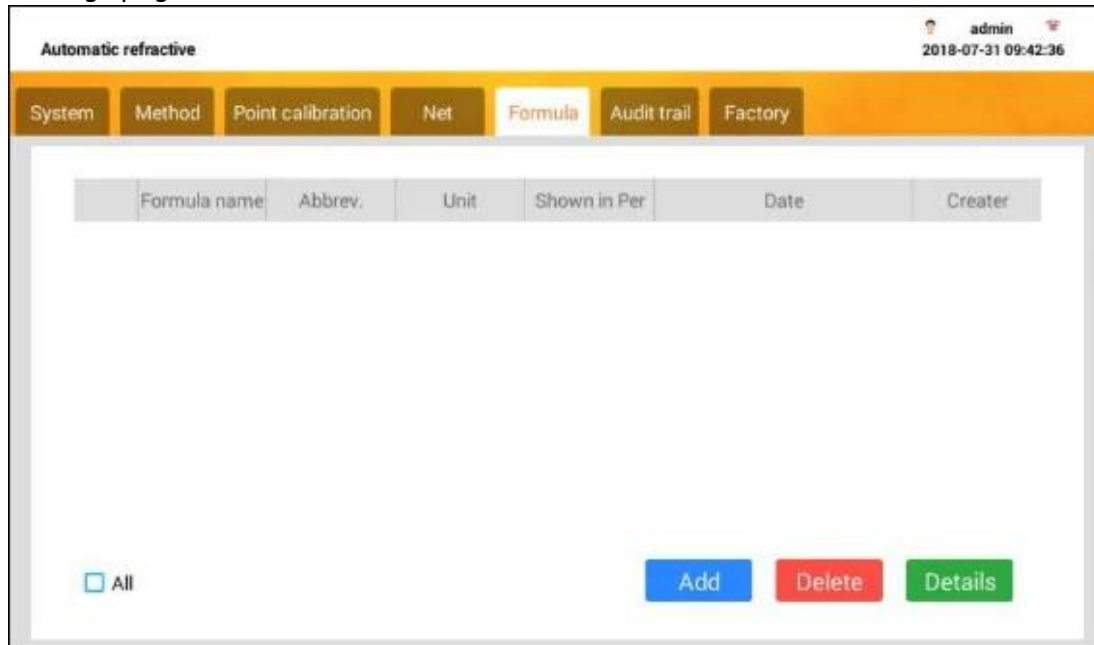 admin
Automatic refractive
2018-07-31 09:42:36
System Method Point calibration Net Formula Audit trail Factory
Formula name Abbrev. Unit Shown in Per Date Creater
All Add Delete Details